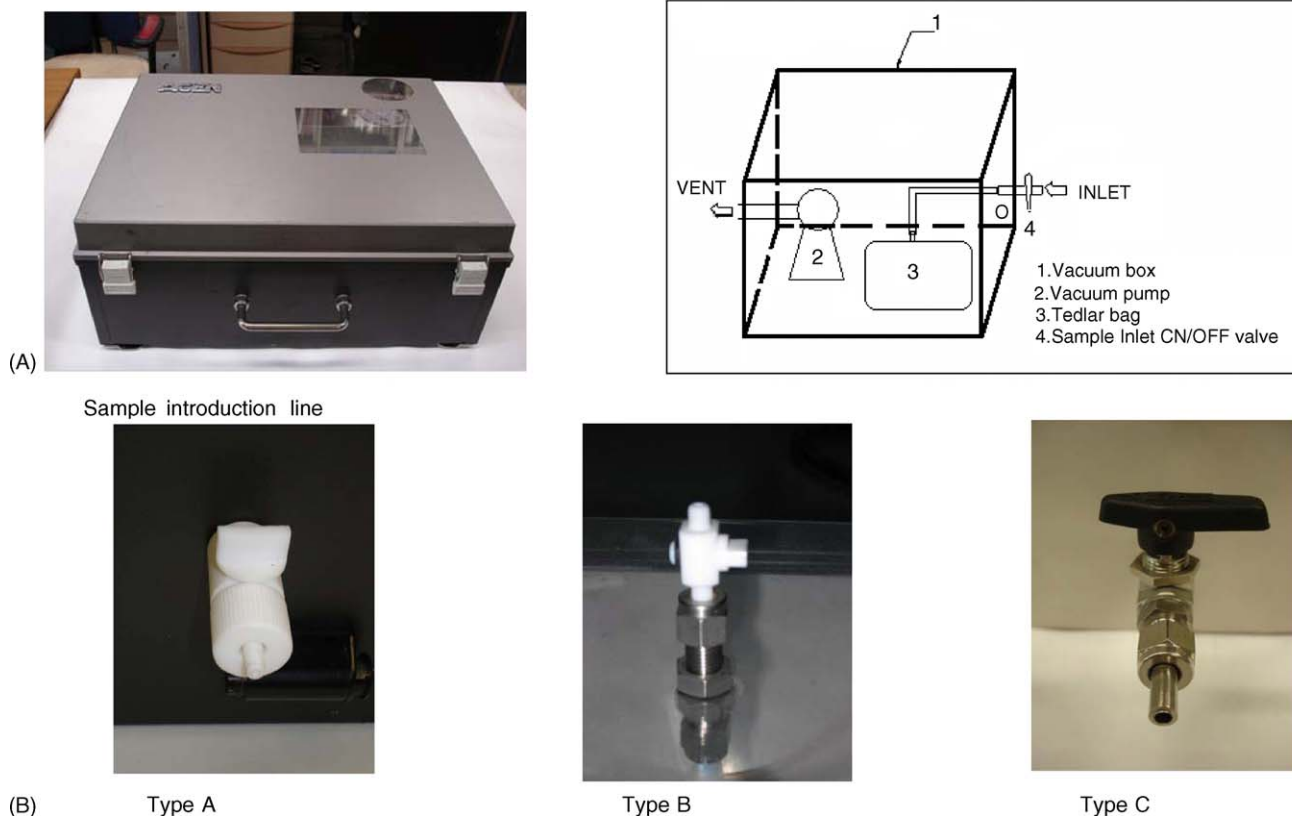 1
VENT
INLET
O
4
2
3
1.Vacuum box
2.Vacuum pump
3.Tedlar bag
4.Sample Inlet CN/OFF valve
(A)
Sample introduction line
(B)
Type A
Type B
Type C